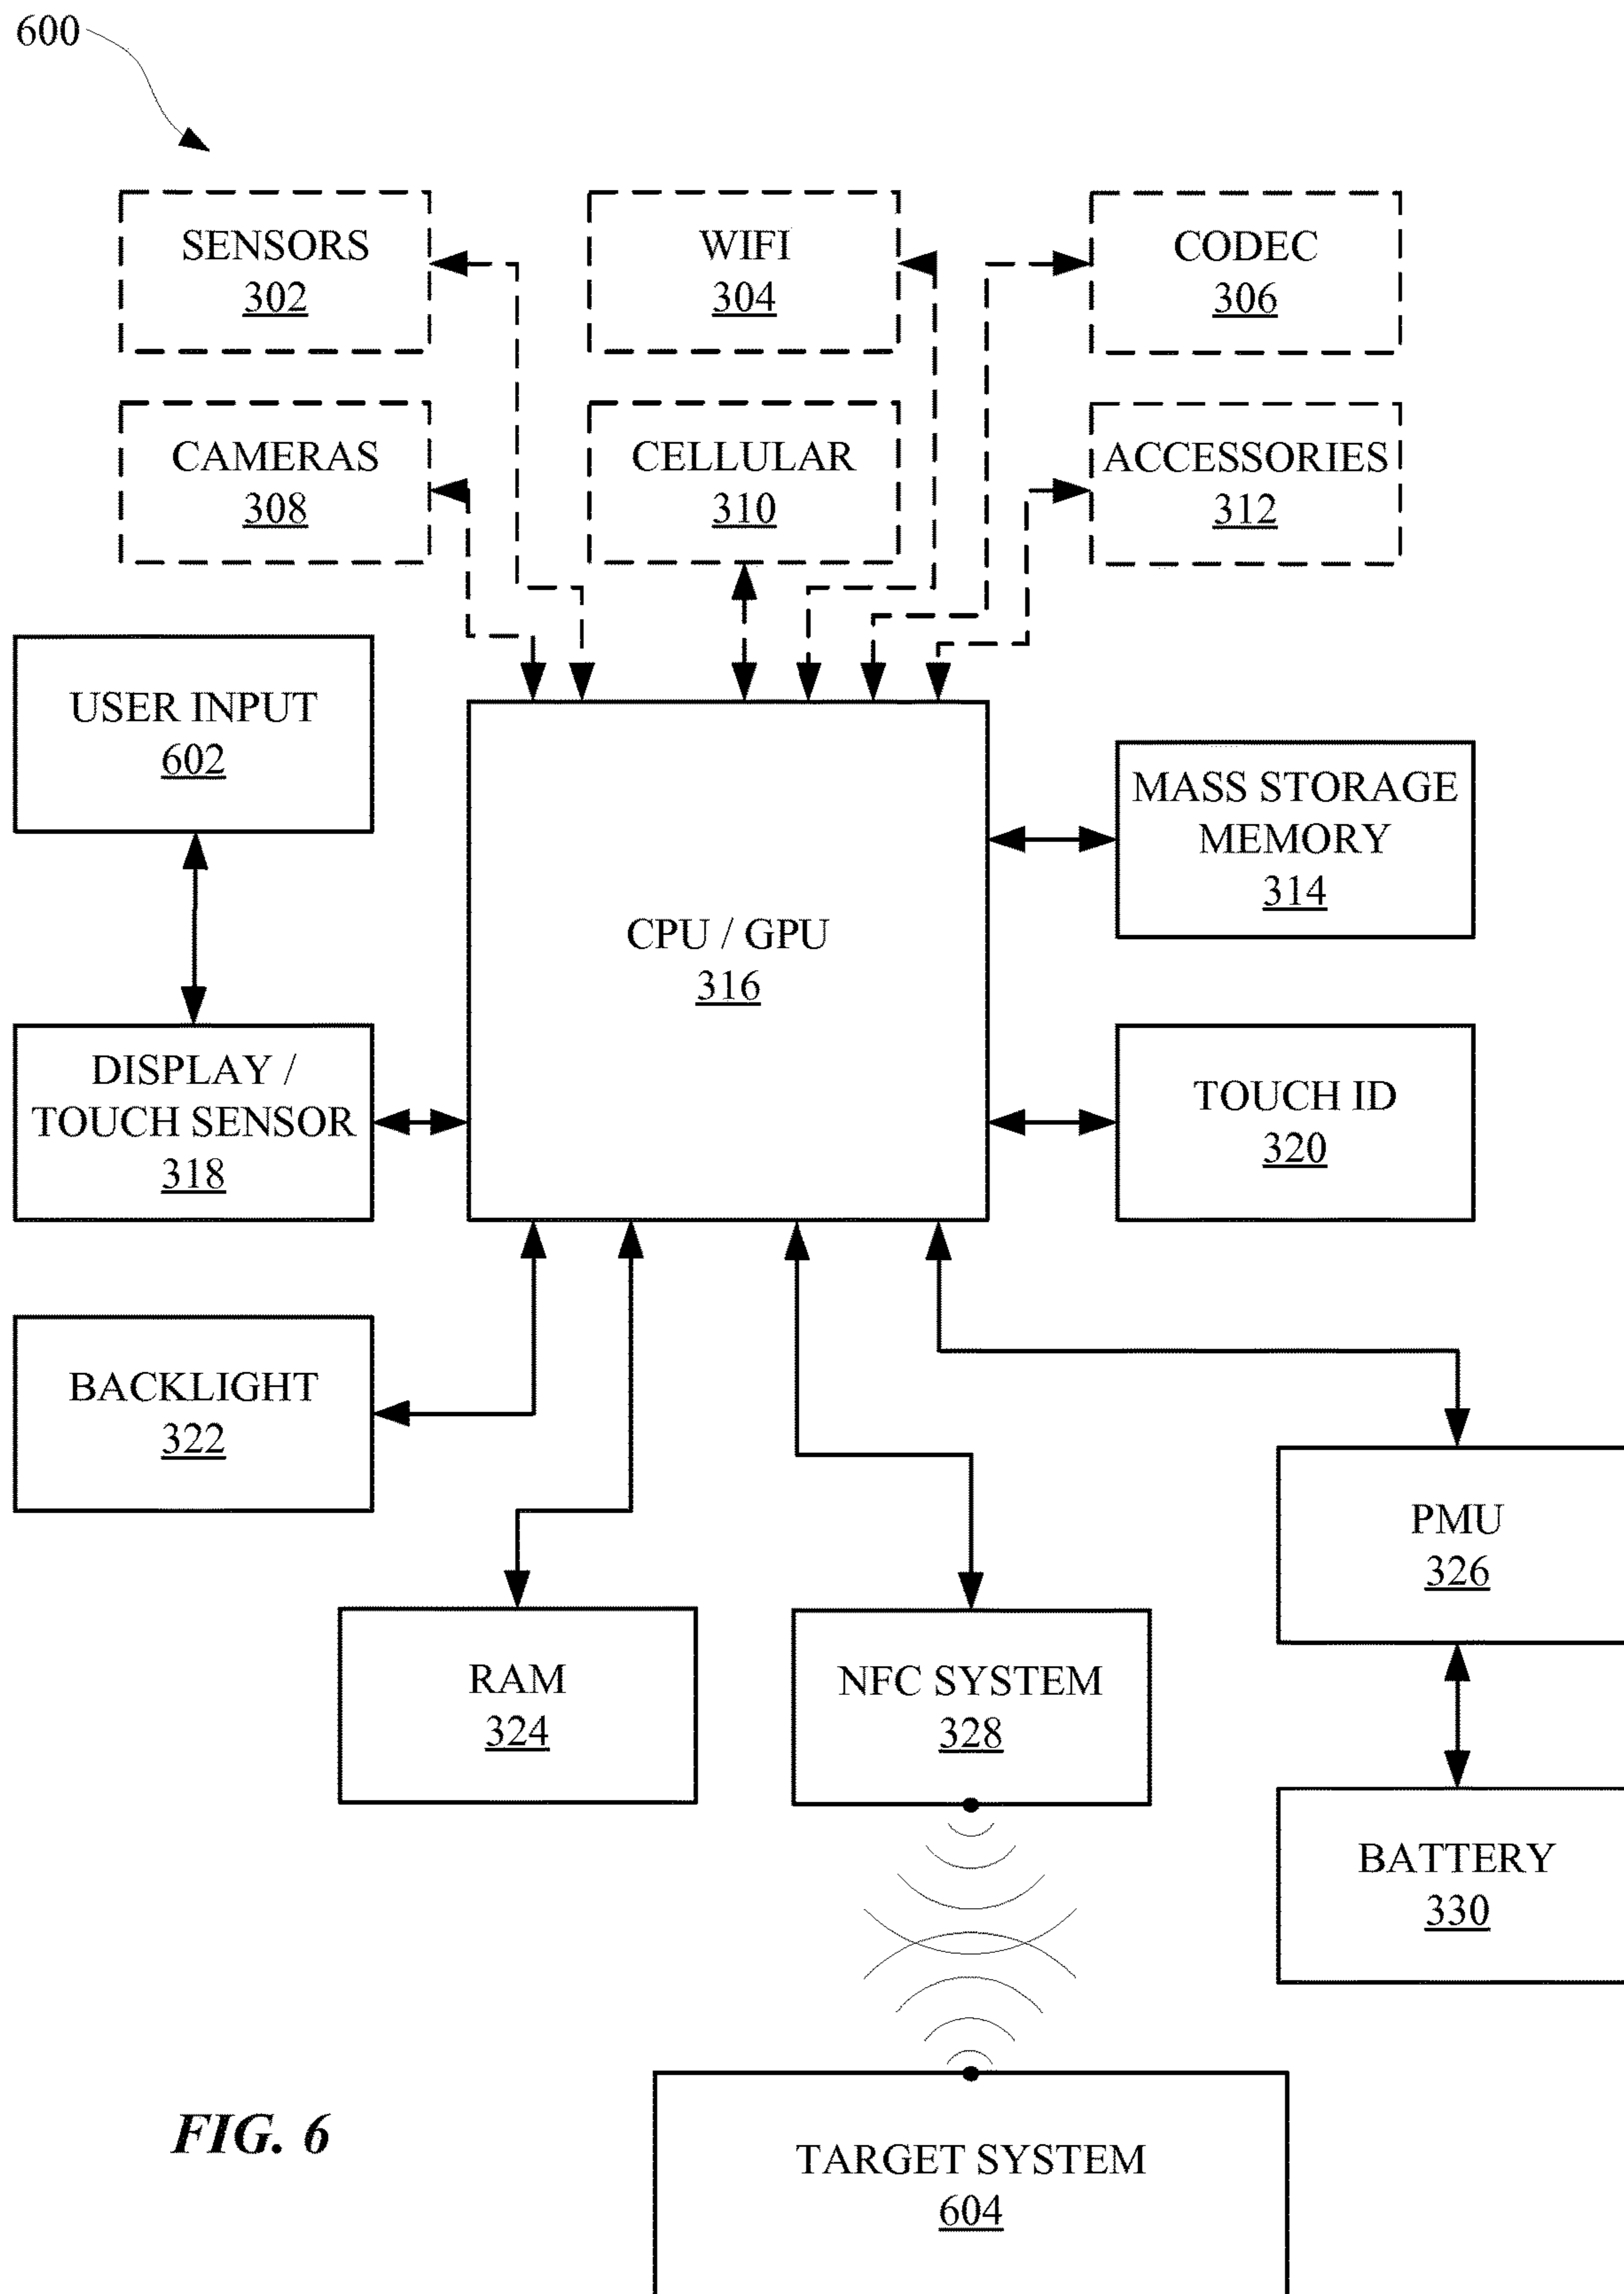 600
SENSORS
302
WIFI
304
CODEC
306
CAMERAS
308
CELLULAR
310
ACCESSORIES
312
USER INPUT
602
MASS STORAGE
MEMORY
314
CPU / GPU
316
DISPLAY /
TOUCH SENSOR
318
TOUCH ID
320
BACKLIGHT
322
PMU
326
RAM
324
NFC SYSTEM
328
BATTERY
330
FIG. 6
TARGET SYSTEM
604